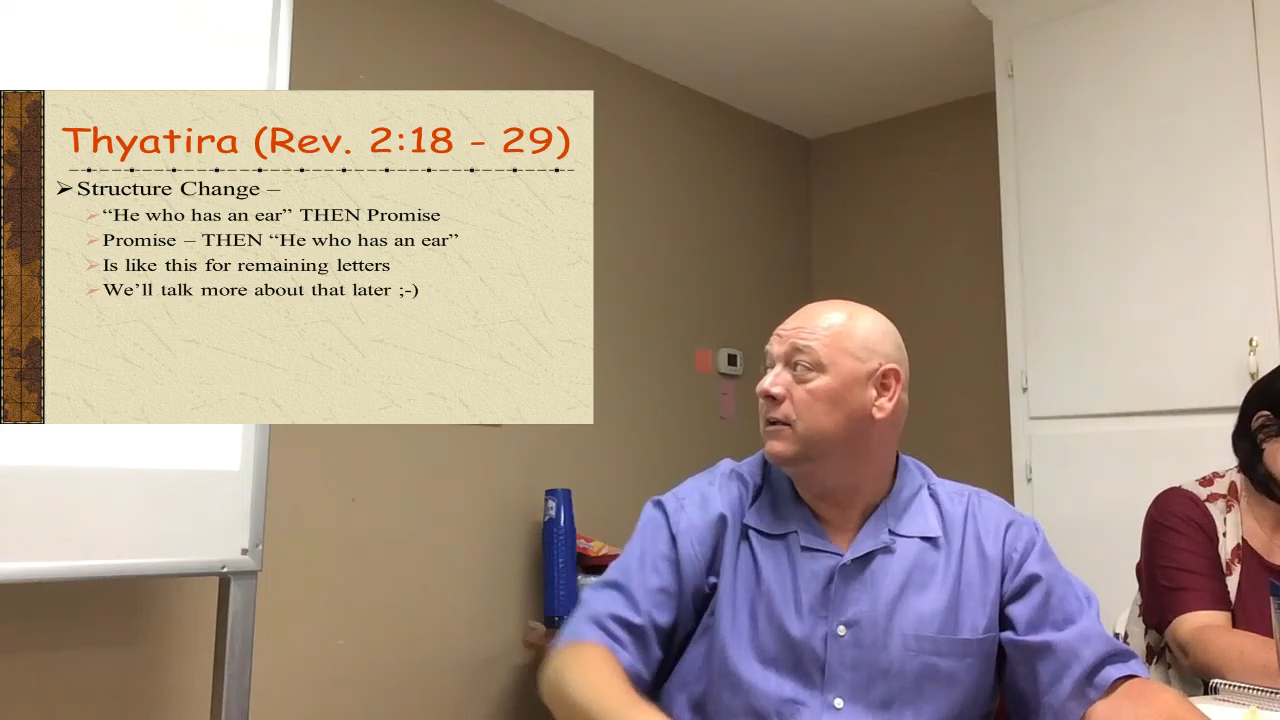 Thyatira (Rev. 2:18 - 29)
Structure Change –
“He who has an ear” THEN Promise
Promise – THEN “He who has an ear”
Is like this for remaining letters
We’ll talk more about that later ;-)